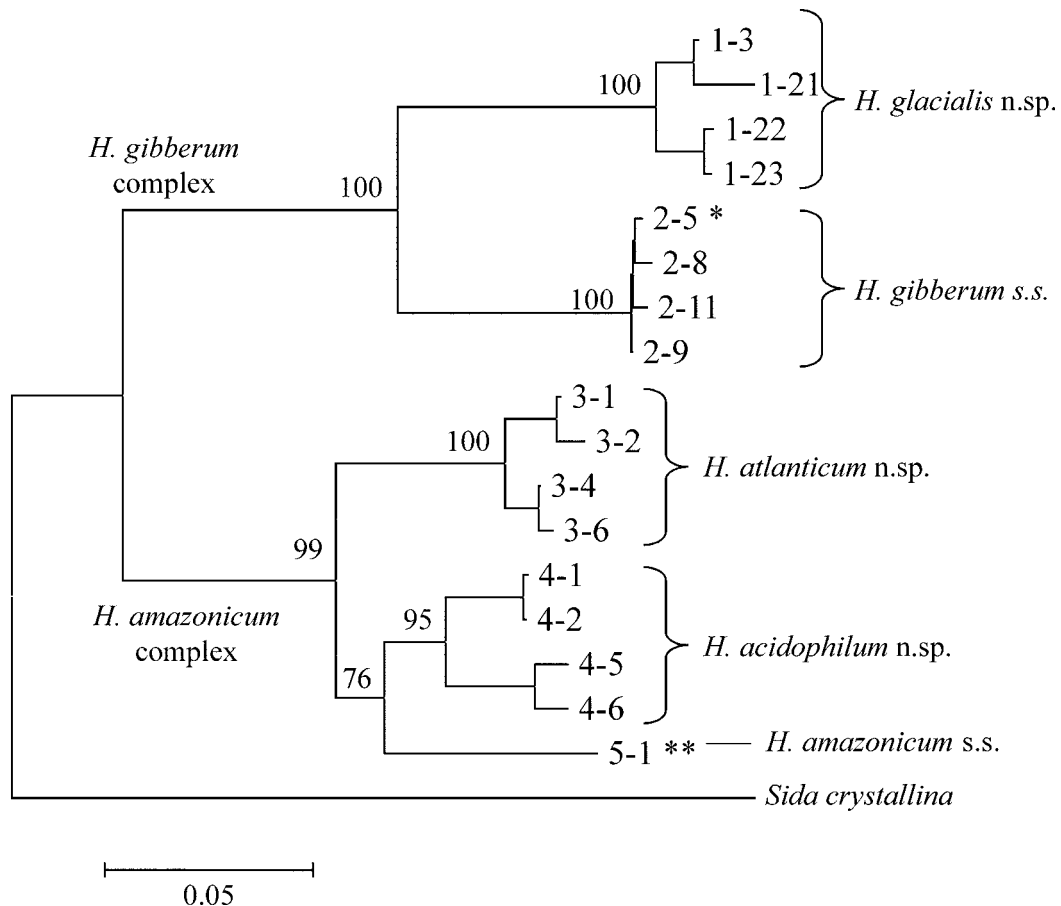 1-3
1-21
100
H. glacialis n.sp.
1-22
H. gibberum
complex
1-23
100
2-5 *
2-8
H. gibberum s.s.
100
2-11
2-9
3-1
3-2
100
H. atlanticum n.sp.
3-4
3-6
99
4-1
H. amazonicum
complex
95
4-2
H. acidophilum n.sp.
4-5
76
4-6
5-1 **
H. amazonicum s.s.
Sida crystallina
0.05